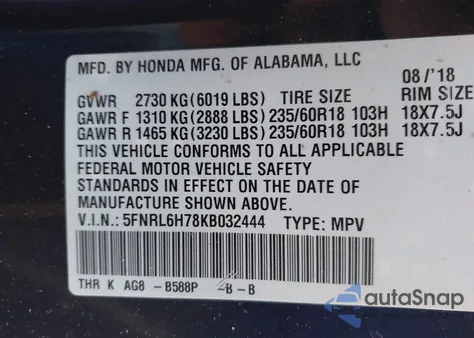 MFD. BY HONDA MFG. OF ALABAMA, LLC 08/'18
GVWR 2730 KG(6019 LBS) TIRE SIZE RIM SIZE
GAWR F 1310 KG(2888 LBS) 235/60R18 103H 18X7.5J
GAWR R 1465 KG(3230 LBS) 235/60R18 103H 18X7.5J
THIS VEHICLE CONFORMS TO ALL APPLICABLE
FEDERAL MOTOR VEHICLE SAFETY
STANDARDS IN EFFECT ON THE DATE OF
MANUFACTURE SHOWN ABOVE.
V.I.N.: 5FNRL6H78KB032444 TYPE: MPV
THR K AG8 -B588P -B-B
autoSnap